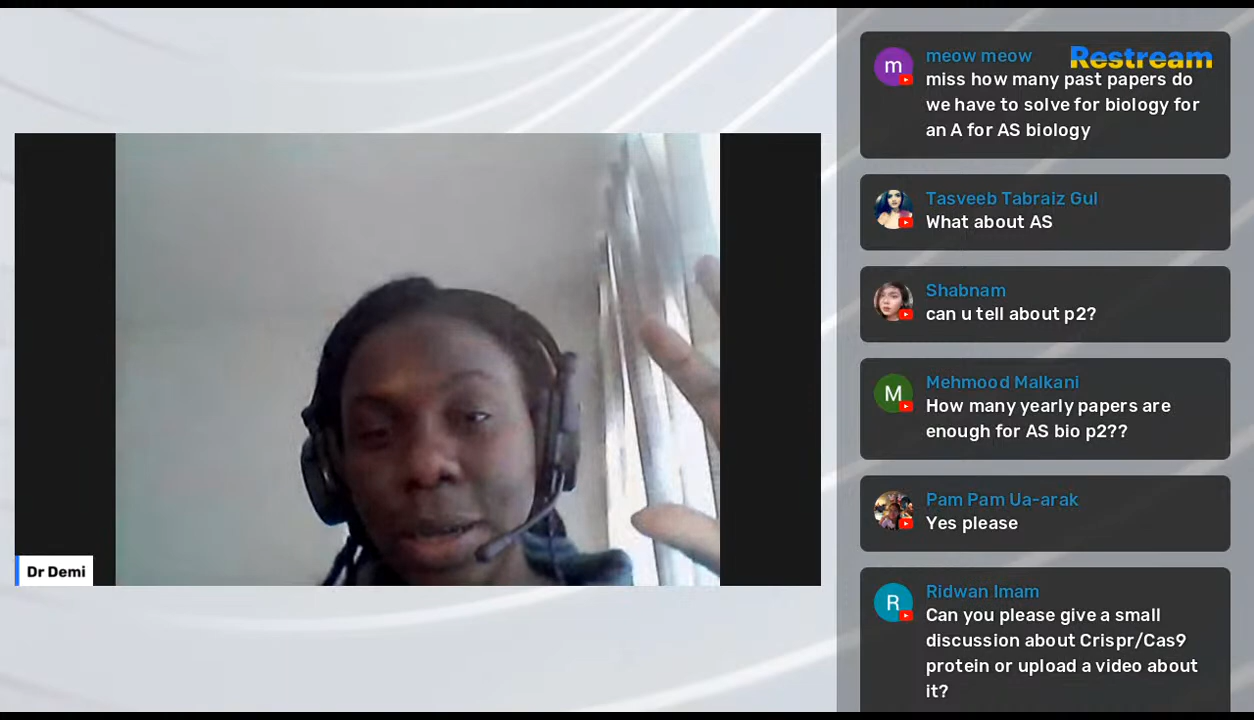 Dr Demi
Restream
m
meow meow
miss how many past papers do
we have to solve for biology for
an A for AS biology
Tasveeb Tabraiz Gul
What about AS
Shabnam
can u tell about p2?
M
Mehmood Malkani
How many yearly papers are
enough for AS bio p2??
Pam Pam Ua-arak
Yes please
R
Ridwan Imam
Can you please give a small
discussion about Crispr/Cas9
protein or upload a video about
it?